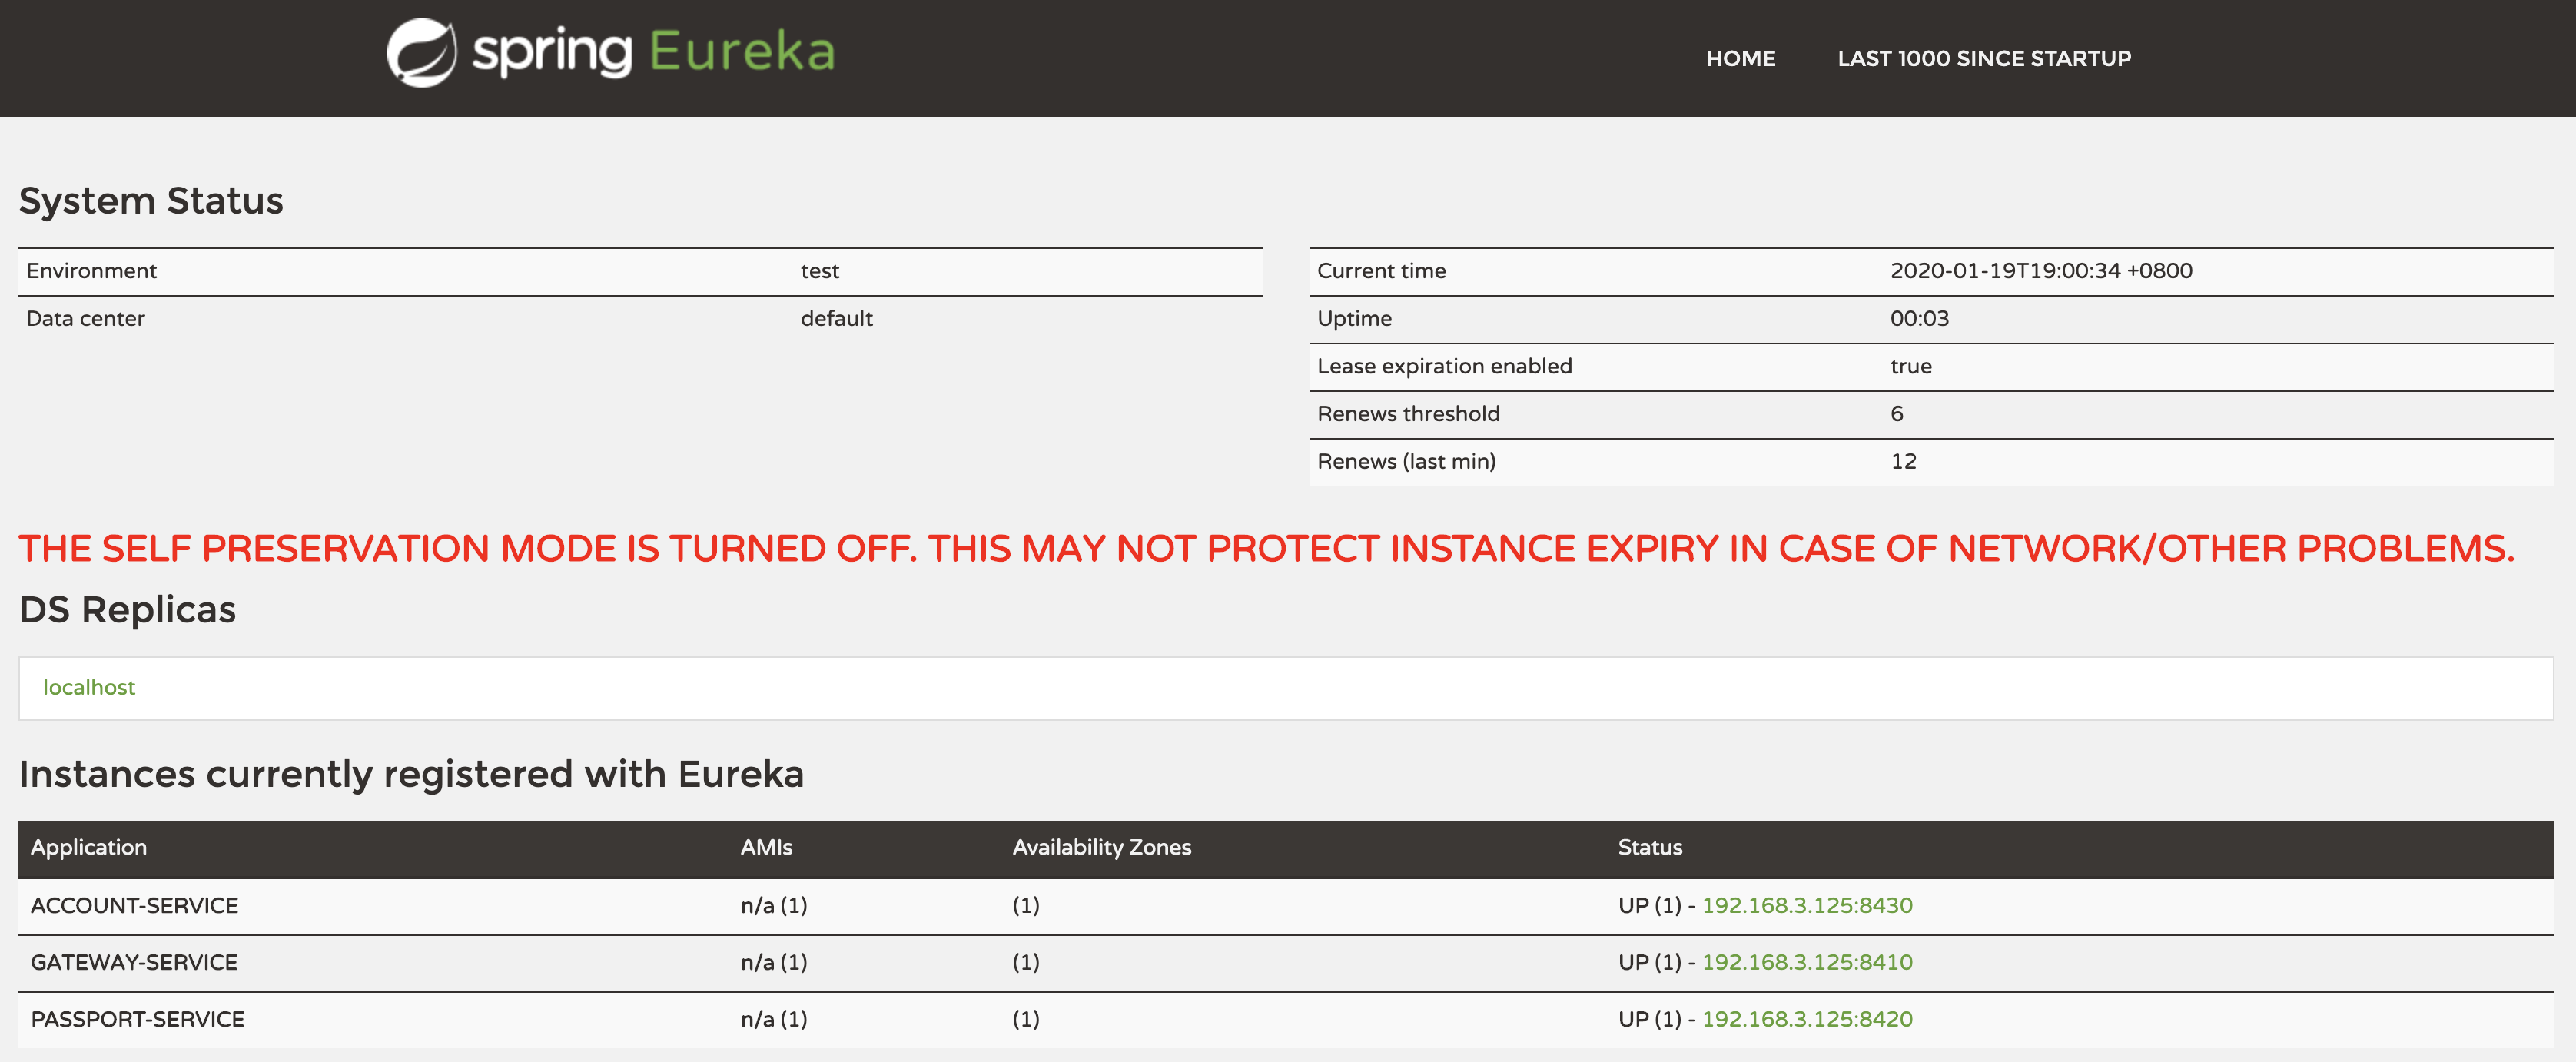 spring Eureka
HOME LAST 1000 SINCE STARTUP
System Status
Environment test
Data center default
Current time 2020-01-19T19:00:34 +0800
Uptime 00:03
Lease expiration enabled true
Renews threshold 6
Renews (last min) 12
THE SELF PRESERVATION MODE IS TURNED OFF. THIS MAY NOT PROTECT INSTANCE EXPIRY IN CASE OF NETWORK/OTHER PROBLEMS.
DS Replicas
localhost
Instances currently registered with Eureka
Application AMIs Availability Zones Status
ACCOUNT-SERVICE n/a (1) (1) UP (1) - 192.168.3.125:8430
GATEWAY-SERVICE n/a (1) (1) UP (1) - 192.168.3.125:8410
PASSPORT-SERVICE n/a (1) (1) UP (1) - 192.168.3.125:8420